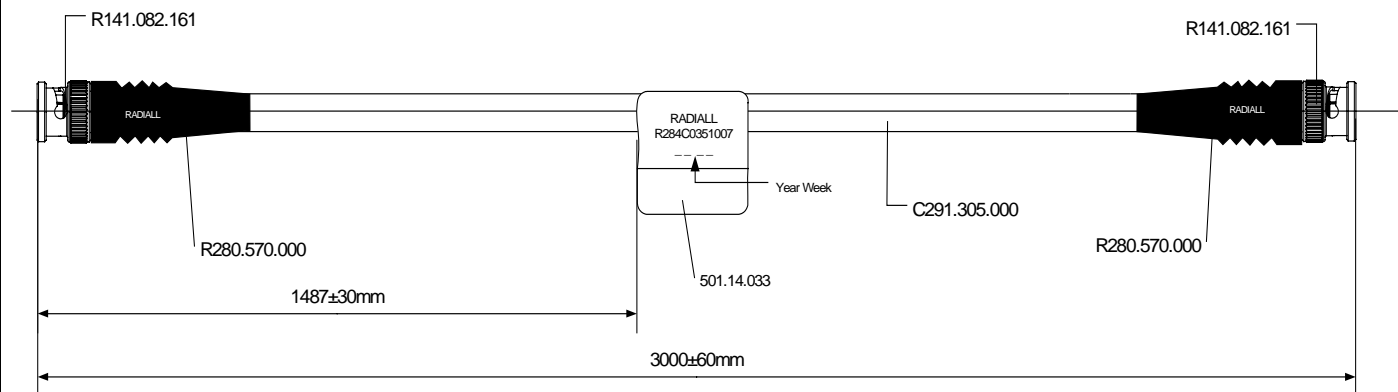 R141.082.161
R141.082.161
RADIALL
RADIALL
RADIALL
R284C0351007
Year Week
C291.305.000
R280.570.000
R280.570.000
501.14.033
1487±30mm
3000±60mm